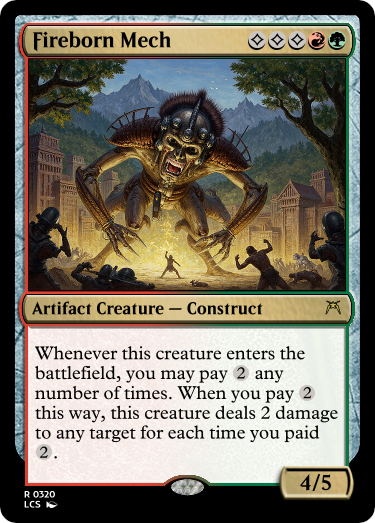 Fireborn Mech
Artifact Creature — Construct
Whenever this creature enters the
battlefield, you may pay 2 any
number of times. When you pay 2
this way, this creature deals 2 damage
to any target for each time you paid
2.
4/5
R 0320
LCS